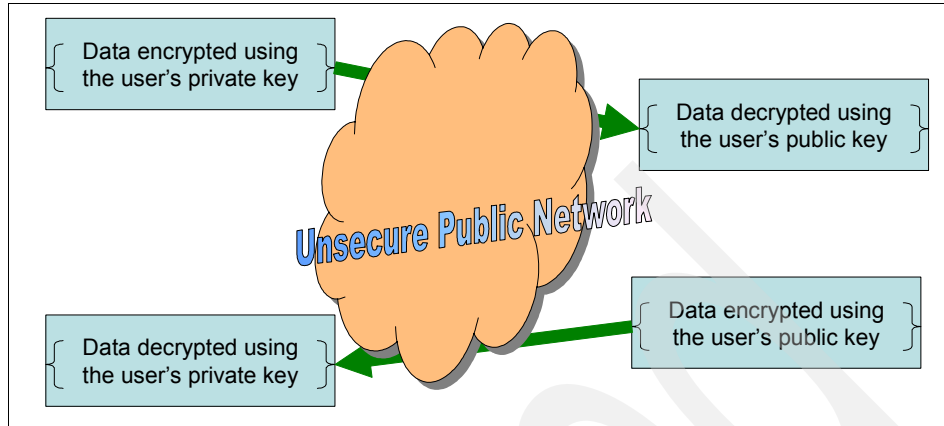 Data encrypted using
the user's private key
Data decrypted using
the user's public key
Unsecure Public Network
Data encrypted using
the user's public key
Data decrypted using
the user's private key